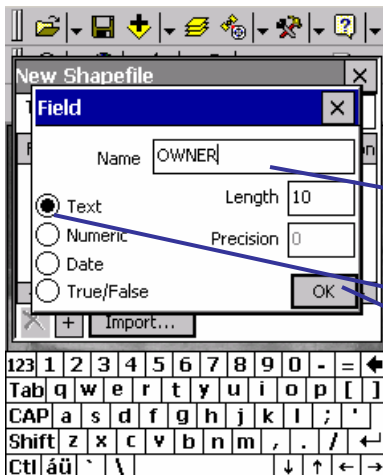 New Shapefile
Field
Name OWNER
Length 10
Text
Numeric
Precision 0
Date
True/False
OK
+ Import...
123 1 2 3 4 5 6 7 8 9 0 - =
Tab q w e r t y u i o p [ ]
CAP a s d f g h j k l ; '
Shift z x c v b n m , . /
Ctl áü ` \